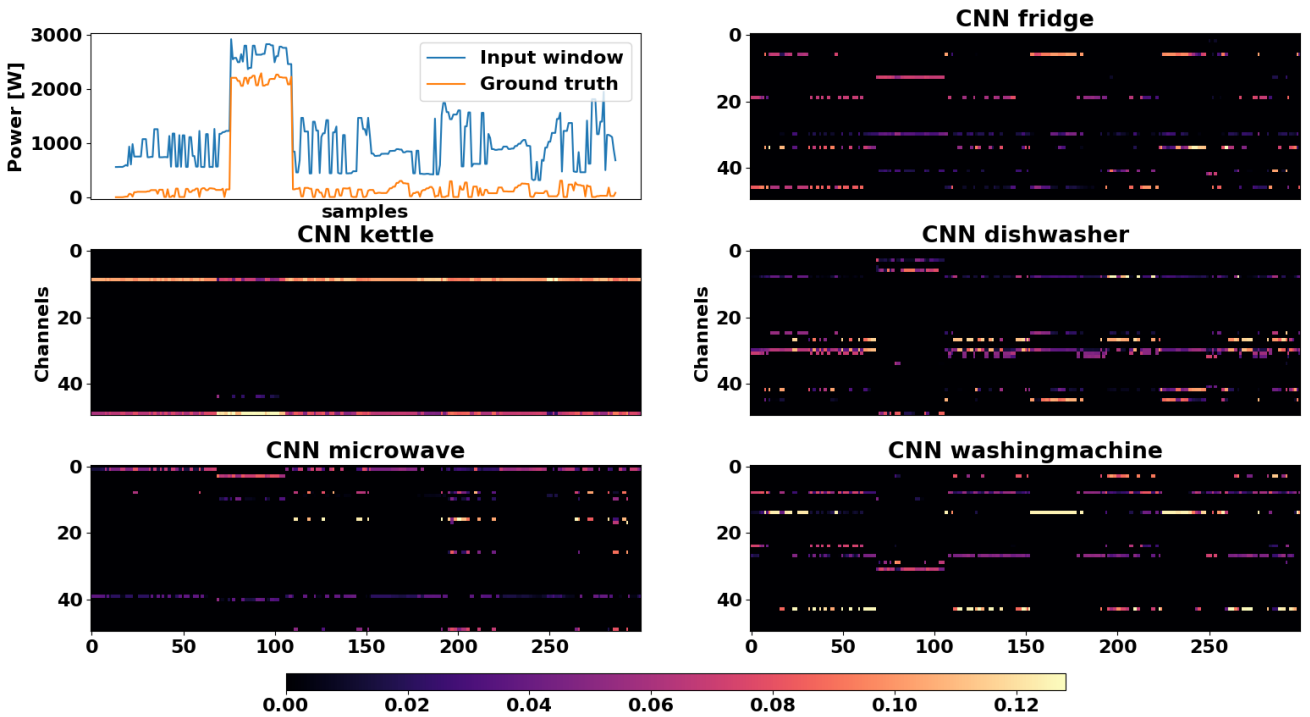 CNN fridge
3000
2000
1000
0
Power [W]
Input window
Ground truth
samples
0
20
40
CNN kettle
0
20
40
Channels
CNN dishwasher
0
20
40
Channels
CNN microwave
0
20
40
0 50 100 150 200 250
CNN washingmachine
0
20
40
0 50 100 150 200 250
0.00 0.02 0.04 0.06 0.08 0.10 0.12